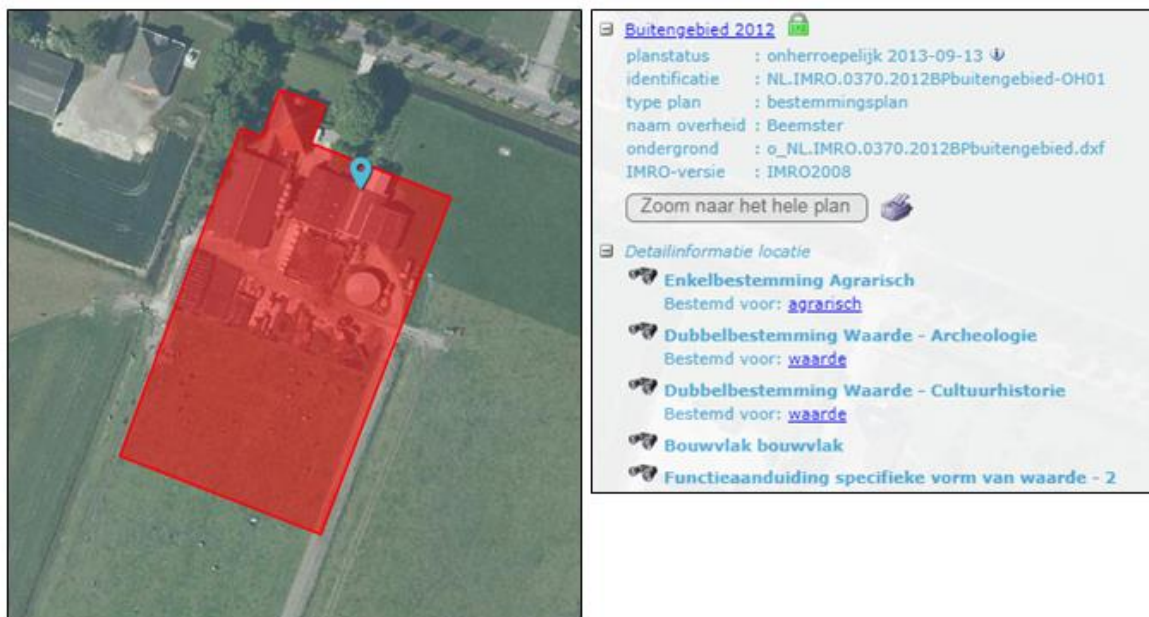 Buitengebied 2012
planstatus : onherroepelijk 2013-09-13
identificatie : NL.IMRO.0370.2012BPbuitengebied-OH01
type plan : bestemmingsplan
naam overheid : Beemster
ondergrond : o_NL.IMRO.0370.2012BPbuitengebied.dxf
IMRO-versie : IMRO2008
Zoom naar het hele plan
Detailinformatie locatie
Enkelbestemming Agrarisch
Bestemd voor: agrarisch
Dubbelbestemming Waarde - Archeologie
Bestemd voor: waarde
Dubbelbestemming Waarde - Cultuurhistorie
Bestemd voor: waarde
Bouwvlak bouwvlak
Functieaanduiding specifieke vorm van waarde - 2